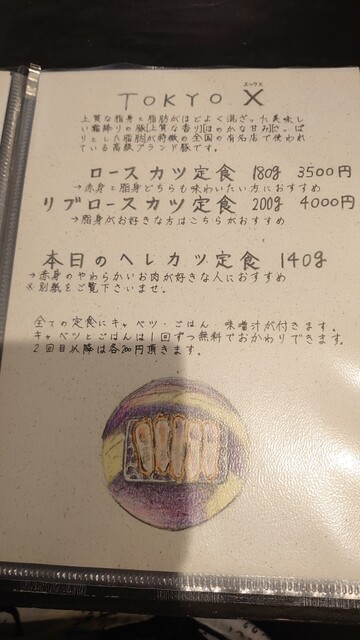 エックス
TOKYO X
上質な脂身と脂肪がほどよく混ざった美味し
い霜降りの豚｢上質な香り｣｢ほのかな甘み｣｢さっぱ
りとした脂肪｣が特徴の全国の有名店で使われ
ている高級ブランド豚です。
ロースカツ定食 180g 3500円
→赤身と脂身どちらも味わいたい方におすすめ
リブロースカツ定食 200g 4000円
→脂身がお好きな方はこちらがおすすめ
本日のヘレカツ定食 140g
→赤身のやわらかいお肉が好きな人におすすめ
※別紙をご覧下さいませ。
全ての定食にキャベツ・ごはん 味噌汁が付きます。
キャベツとごはんは1回ずつ無料でおかわりできます。
2回目以降は各200円頂きます。